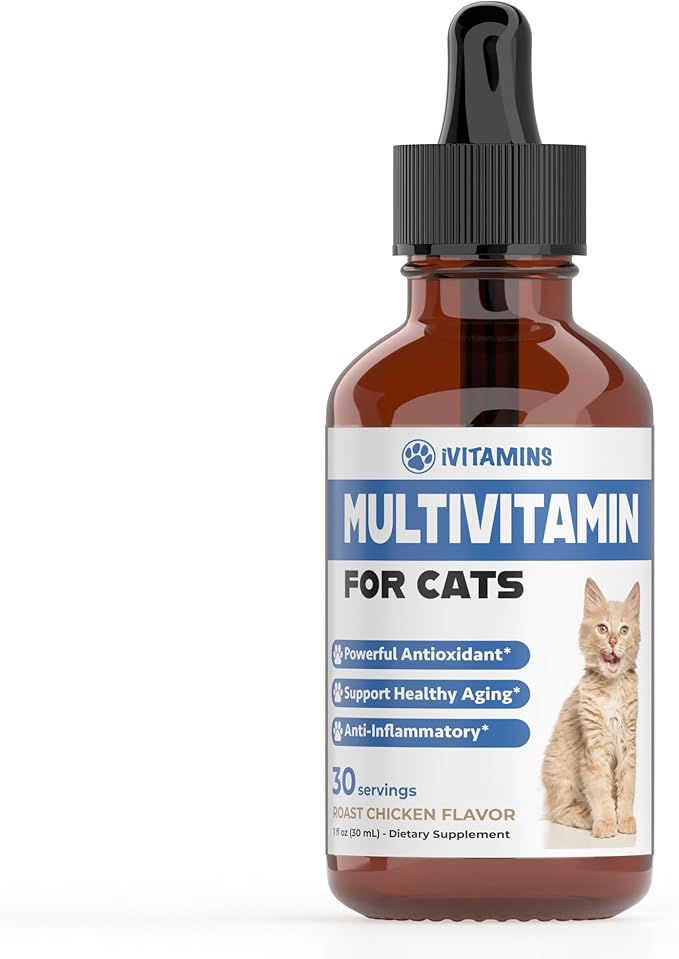 iVITAMINS
MULTIVITAMIN
FOR CATS
Powerful Antioxidant*
Support Healthy Aging*
Anti-Inflammatory*
30 servings
ROAST CHICKEN FLAVOR
1 fl oz (30 mL) - Dietary Supplement